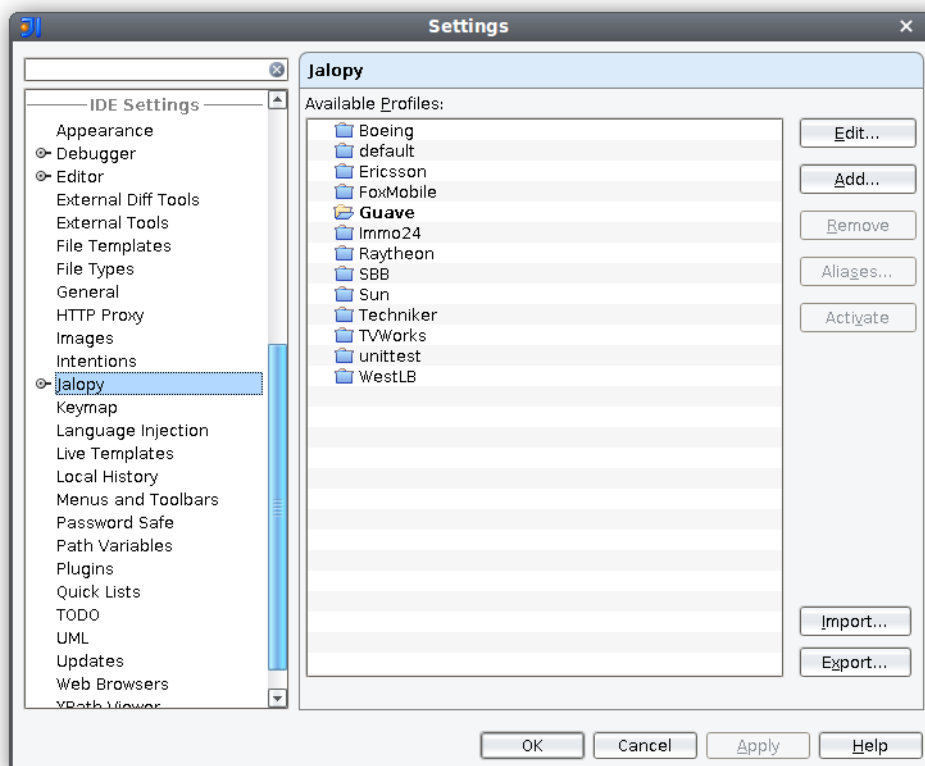 Settings
IDE Settings
Appearance
Debugger
Editor
External Diff Tools
External Tools
File Templates
File Types
General
HTTP Proxy
Images
Intentions
Jalopy
Keymap
Language Injection
Live Templates
Local History
Menus and Toolbars
Password Safe
Path Variables
Plugins
Quick Lists
TODO
UML
Updates
Web Browsers
XPath Viewer
Jalopy
Available Profiles:
Boeing
default
Ericsson
FoxMobile
Guave
Immo24
Raytheon
SBB
Sun
Techniker
TVWorks
unittest
WestLB
Edit...
Add...
Remove
Aliases...
Activate
Import...
Export...
OK
Cancel
Apply
Help